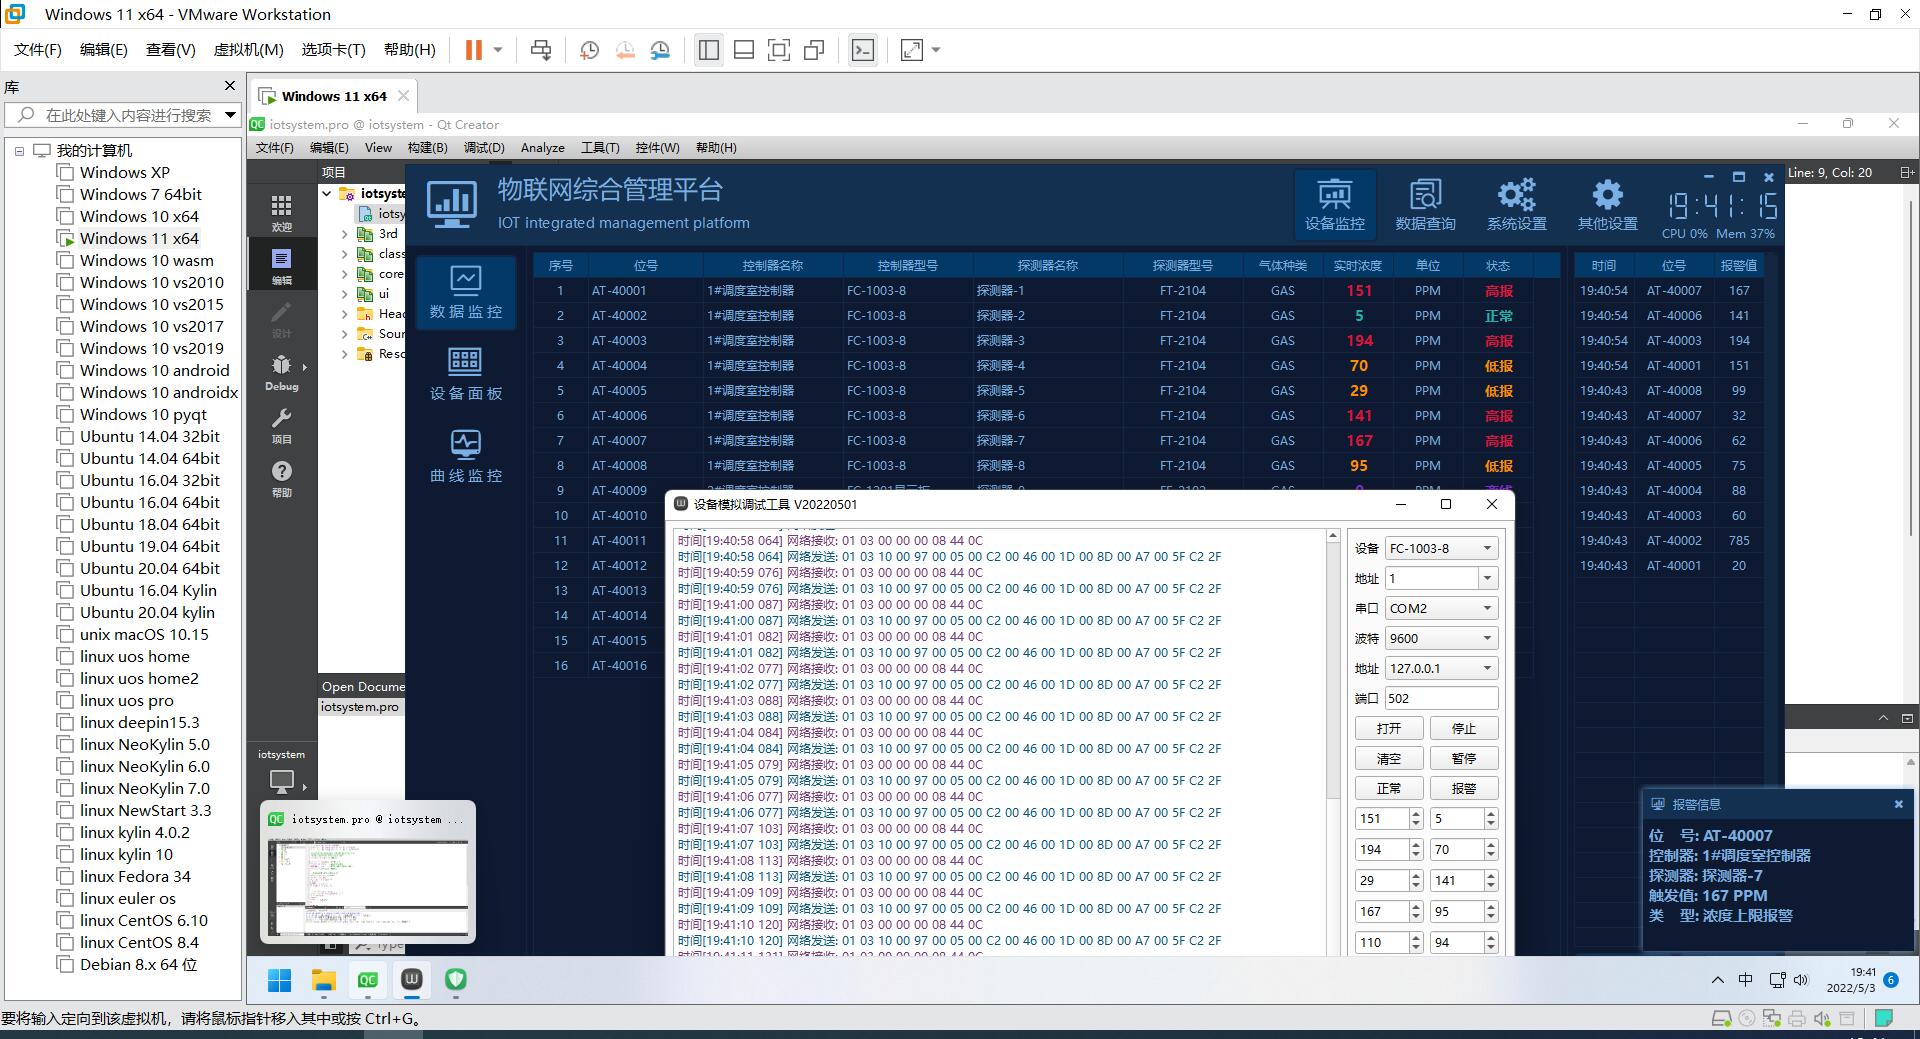 Windows 11 x64 - VMware Workstation
文件(F) 编辑(E) 查看(V) 虚拟机(M) 选项卡(T) 帮助(H)
库
在此处键入内容进行搜索
我的计算机
Windows XP
Windows 7 64bit
Windows 10 x64
Windows 11 x64
Windows 10 wasm
Windows 10 vs2010
Windows 10 vs2015
Windows 10 vs2017
Windows 10 vs2019
Windows 10 android
Windows 10 androidx
Windows 10 pyqt
Ubuntu 14.04 32bit
Ubuntu 14.04 64bit
Ubuntu 16.04 32bit
Ubuntu 16.04 64bit
Ubuntu 18.04 64bit
Ubuntu 19.04 64bit
Ubuntu 20.04 64bit
Ubuntu 16.04 Kylin
Ubuntu 20.04 kylin
unix macOS 10.15
linux uos home
linux uos home2
linux uos pro
linux deepin15.3
linux NeoKylin 5.0
linux NeoKylin 6.0
linux NeoKylin 7.0
linux NewStart 3.3
linux kylin 4.0.2
linux kylin 10
linux Fedora 34
linux euler os
linux CentOS 6.10
linux CentOS 8.4
Debian 8.x 64 位
Windows 11 x64
iotsystem.pro @ iotsystem - Qt Creator
文件(F) 编辑(E) View 构建(B) 调试(D) Analyze 工具(T) 控件(W) 帮助(H)
欢迎
编辑
设计
Debug
项目
帮助
iotsystem
项目
iotsyste
iotsy
3rd
class
core
ui
Head
Sour
Reso
Open Docume
iotsystem.pro
Line: 9, Col: 20
物联网综合管理平台
IOT integrated management platform
设备监控 数据查询 系统设置 其他设置
19:41:15
CPU 0% Mem 37%
数据监控
设备面板
曲线监控
序号 位号 控制器名称 控制器型号 探测器名称 探测器型号 气体种类 实时浓度 单位 状态
1 AT-40001 1#调度室控制器 FC-1003-8 探测器-1 FT-2104 GAS 151 PPM 高报
2 AT-40002 1#调度室控制器 FC-1003-8 探测器-2 FT-2104 GAS 5 PPM 正常
3 AT-40003 1#调度室控制器 FC-1003-8 探测器-3 FT-2104 GAS 194 PPM 高报
4 AT-40004 1#调度室控制器 FC-1003-8 探测器-4 FT-2104 GAS 70 PPM 低报
5 AT-40005 1#调度室控制器 FC-1003-8 探测器-5 FT-2104 GAS 29 PPM 低报
6 AT-40006 1#调度室控制器 FC-1003-8 探测器-6 FT-2104 GAS 141 PPM 高报
7 AT-40007 1#调度室控制器 FC-1003-8 探测器-7 FT-2104 GAS 167 PPM 高报
8 AT-40008 1#调度室控制器 FC-1003-8 探测器-8 FT-2104 GAS 95 PPM 低报
9 AT-40009
10 AT-40010
11 AT-40011
12 AT-40012
13 AT-40013
14 AT-40014
15 AT-40015
16 AT-40016
时间 位号 报警值
19:40:54 AT-40007 167
19:40:54 AT-40006 141
19:40:54 AT-40003 194
19:40:54 AT-40001 151
19:40:43 AT-40008 99
19:40:43 AT-40007 32
19:40:43 AT-40006 62
19:40:43 AT-40005 75
19:40:43 AT-40004 88
19:40:43 AT-40003 60
19:40:43 AT-40002 785
19:40:43 AT-40001 20
设备模拟调试工具 V20220501
时间[19:40:58 064] 网络接收: 01 03 00 00 00 08 44 0C
时间[19:40:58 064] 网络发送: 01 03 10 00 97 00 05 00 C2 00 46 00 1D 00 8D 00 A7 00 5F C2 2F
时间[19:40:59 076] 网络接收: 01 03 00 00 00 08 44 0C
时间[19:40:59 076] 网络发送: 01 03 10 00 97 00 05 00 C2 00 46 00 1D 00 8D 00 A7 00 5F C2 2F
时间[19:41:00 087] 网络接收: 01 03 00 00 00 08 44 0C
时间[19:41:00 087] 网络发送: 01 03 10 00 97 00 05 00 C2 00 46 00 1D 00 8D 00 A7 00 5F C2 2F
时间[19:41:01 082] 网络接收: 01 03 00 00 00 08 44 0C
时间[19:41:01 082] 网络发送: 01 03 10 00 97 00 05 00 C2 00 46 00 1D 00 8D 00 A7 00 5F C2 2F
时间[19:41:02 077] 网络接收: 01 03 00 00 00 08 44 0C
时间[19:41:02 077] 网络发送: 01 03 10 00 97 00 05 00 C2 00 46 00 1D 00 8D 00 A7 00 5F C2 2F
时间[19:41:03 088] 网络接收: 01 03 00 00 00 08 44 0C
时间[19:41:03 088] 网络发送: 01 03 10 00 97 00 05 00 C2 00 46 00 1D 00 8D 00 A7 00 5F C2 2F
时间[19:41:04 084] 网络接收: 01 03 00 00 00 08 44 0C
时间[19:41:04 084] 网络发送: 01 03 10 00 97 00 05 00 C2 00 46 00 1D 00 8D 00 A7 00 5F C2 2F
时间[19:41:05 079] 网络接收: 01 03 00 00 00 08 44 0C
时间[19:41:05 079] 网络发送: 01 03 10 00 97 00 05 00 C2 00 46 00 1D 00 8D 00 A7 00 5F C2 2F
时间[19:41:06 077] 网络接收: 01 03 00 00 00 08 44 0C
时间[19:41:06 077] 网络发送: 01 03 10 00 97 00 05 00 C2 00 46 00 1D 00 8D 00 A7 00 5F C2 2F
时间[19:41:07 103] 网络接收: 01 03 00 00 00 08 44 0C
时间[19:41:07 103] 网络发送: 01 03 10 00 97 00 05 00 C2 00 46 00 1D 00 8D 00 A7 00 5F C2 2F
时间[19:41:08 113] 网络接收: 01 03 00 00 00 08 44 0C
时间[19:41:08 113] 网络发送: 01 03 10 00 97 00 05 00 C2 00 46 00 1D 00 8D 00 A7 00 5F C2 2F
时间[19:41:09 109] 网络接收: 01 03 00 00 00 08 44 0C
时间[19:41:09 109] 网络发送: 01 03 10 00 97 00 05 00 C2 00 46 00 1D 00 8D 00 A7 00 5F C2 2F
时间[19:41:10 120] 网络接收: 01 03 00 00 00 08 44 0C
时间[19:41:10 120] 网络发送: 01 03 10 00 97 00 05 00 C2 00 46 00 1D 00 8D 00 A7 00 5F C2 2F
设备 FC-1003-8
地址 1
串口 COM2
波特 9600
地址 127.0.0.1
端口 502
打开 停止
清空 暂停
正常 报警
151 5
194 70
29 141
167 95
110 94
iotsystem.pro @ iotsystem ...
Type
报警信息
位 号: AT-40007
控制器: 1#调度室控制器
探测器: 探测器-7
触发值: 167 PPM
类 型: 浓度上限报警
中
19:41
2022/5/3
6
要将输入定向到该虚拟机，请将鼠标指针移入其中或按 Ctrl+G。